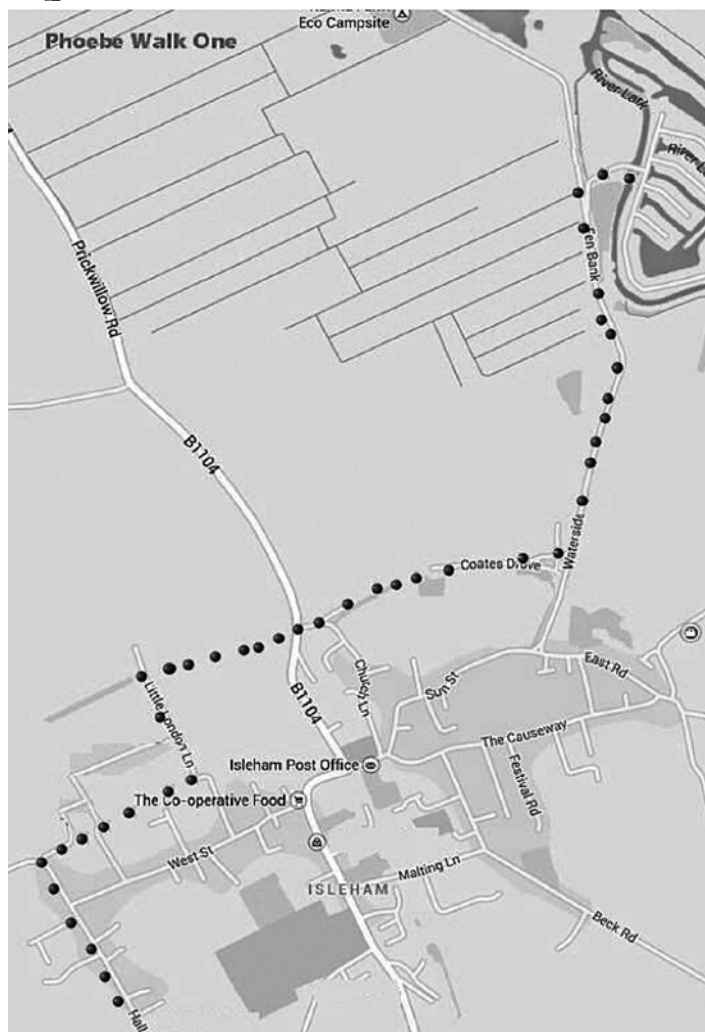 Eco Campsite
Phoebe Walk One
River Lark
River L
Fen Bank
Prickwillow Rd
B1104
Waterside
Coates Drove
Church Ln
Sun St
East Rd
B1104
Little London Ln
The Causeway
Isleham Post Office
Festival Rd
The Co-operative Food
West St
Malting Ln
ISLEHAM
Beck Rd
Hall